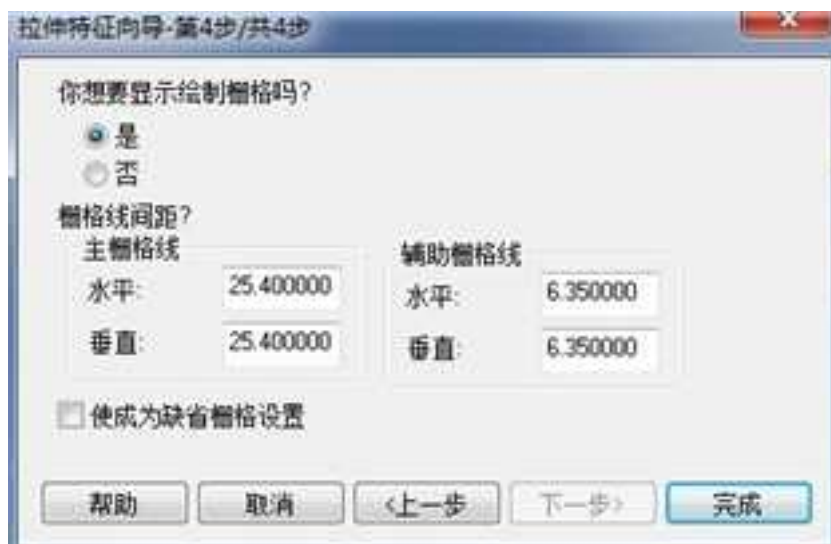 拉伸特征向导-第4步/共4步
你想要显示绘制栅格吗?
是
否
栅格线间距?
主栅格线
水平: 25.400000
垂直: 25.400000
辅助栅格线
水平: 6.350000
垂直: 6.350000
使成为缺省栅格设置
帮助 取消 <上一步 下一步> 完成